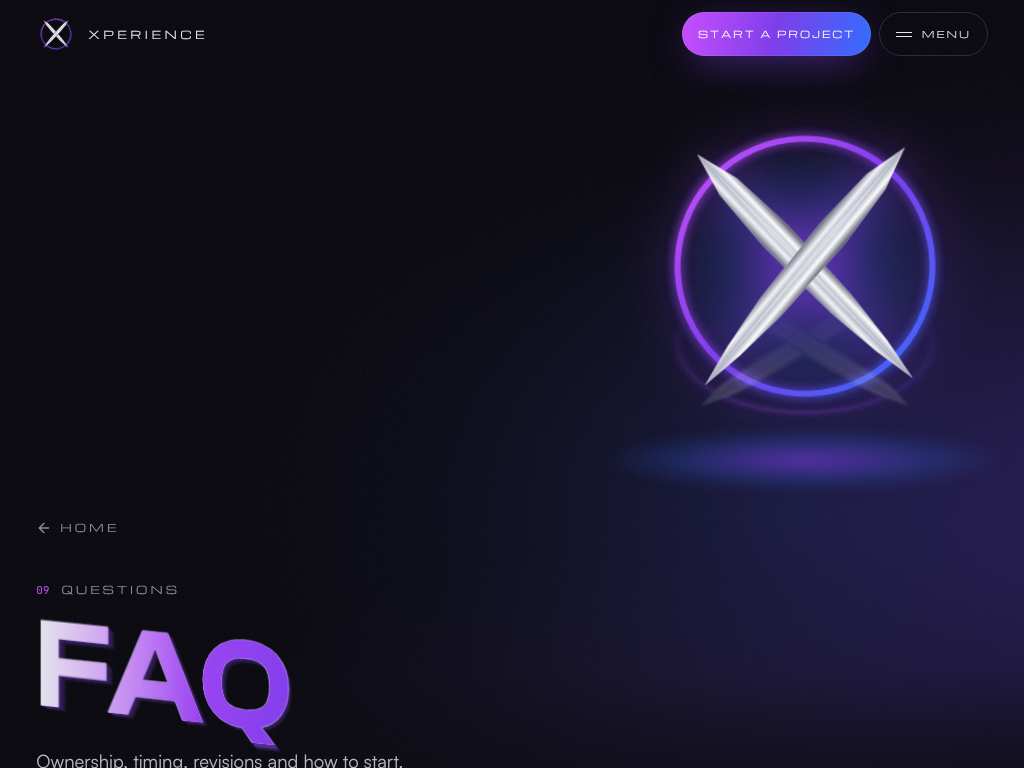 XPERIENCE
START A PROJECT
MENU
HOME
09 QUESTIONS
FAQ
Ownership, timing, revisions and how to start.